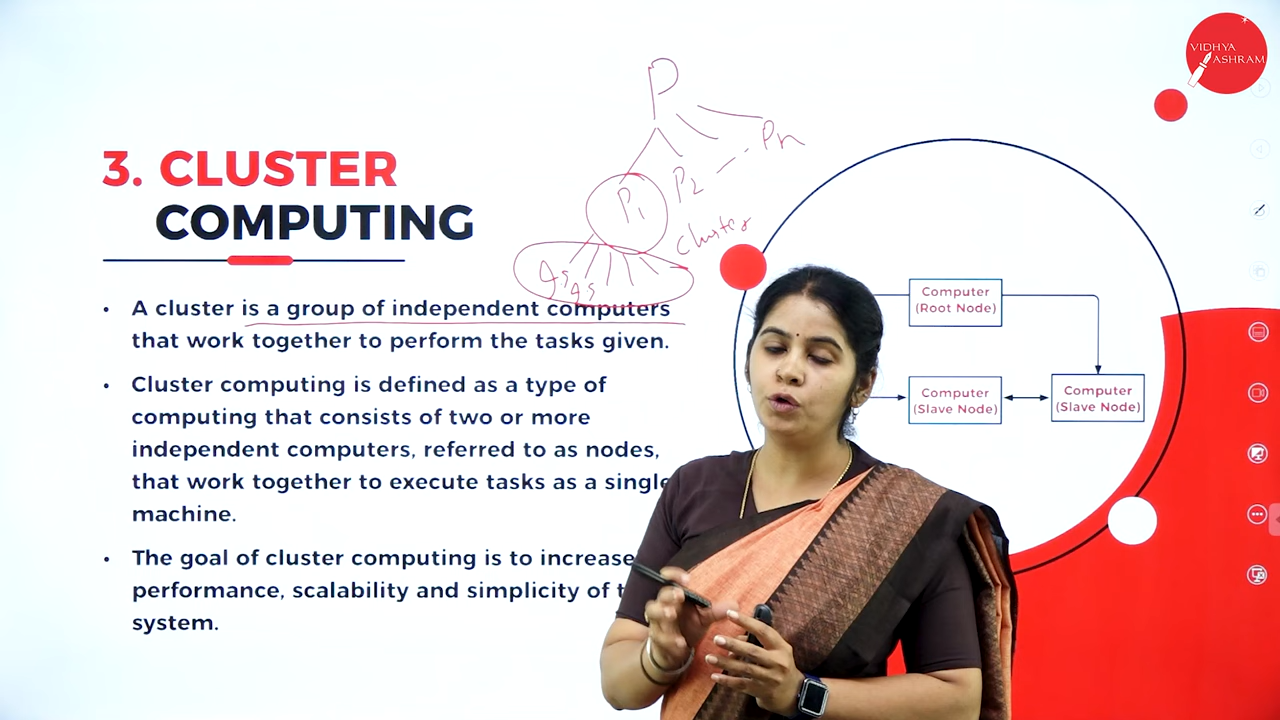 VIDHYA
ASHRAM
P
P1
P2
Pn
cluster
3. CLUSTER
COMPUTING
• A cluster is a group of independent computers
that work together to perform the tasks given.
• Cluster computing is defined as a type of
computing that consists of two or more
independent computers, referred to as nodes,
that work together to execute tasks as a single
machine.
• The goal of cluster computing is to increase
performance, scalability and simplicity of t
system.
Computer
(Root Node)
Computer
(Slave Node)
Computer
(Slave Node)